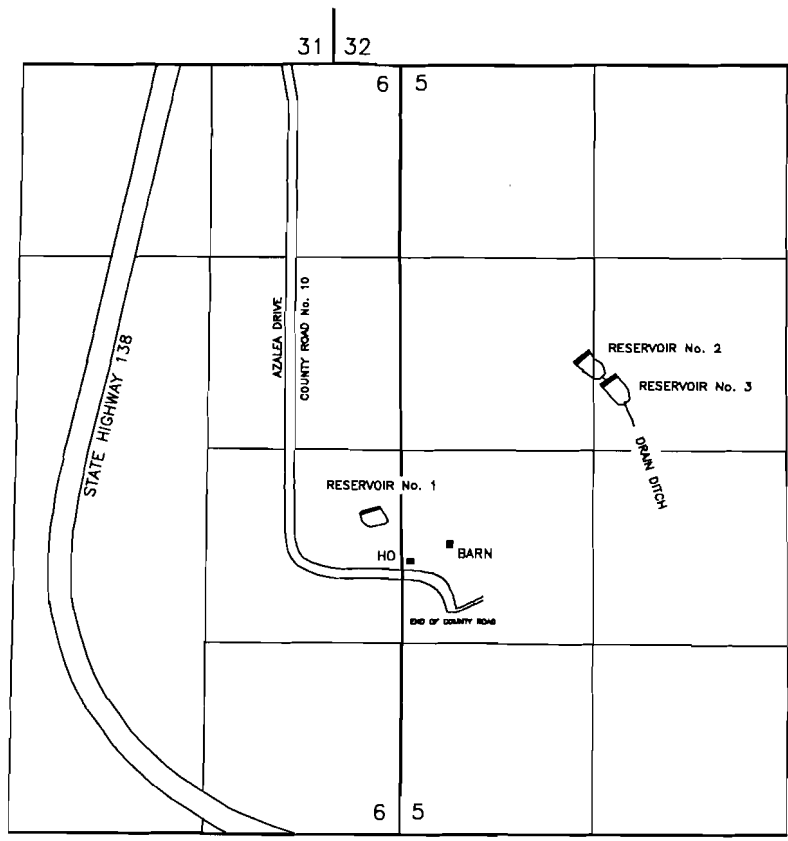 31 32
6 5
AZALEA DRIVE
COUNTY ROAD No. 10
STATE HIGHWAY 138
RESERVOIR No. 2
RESERVOIR No. 3
DRAIN DITCH
RESERVOIR No. 1
HO
BARN
END OF COUNTY ROAD
6 5